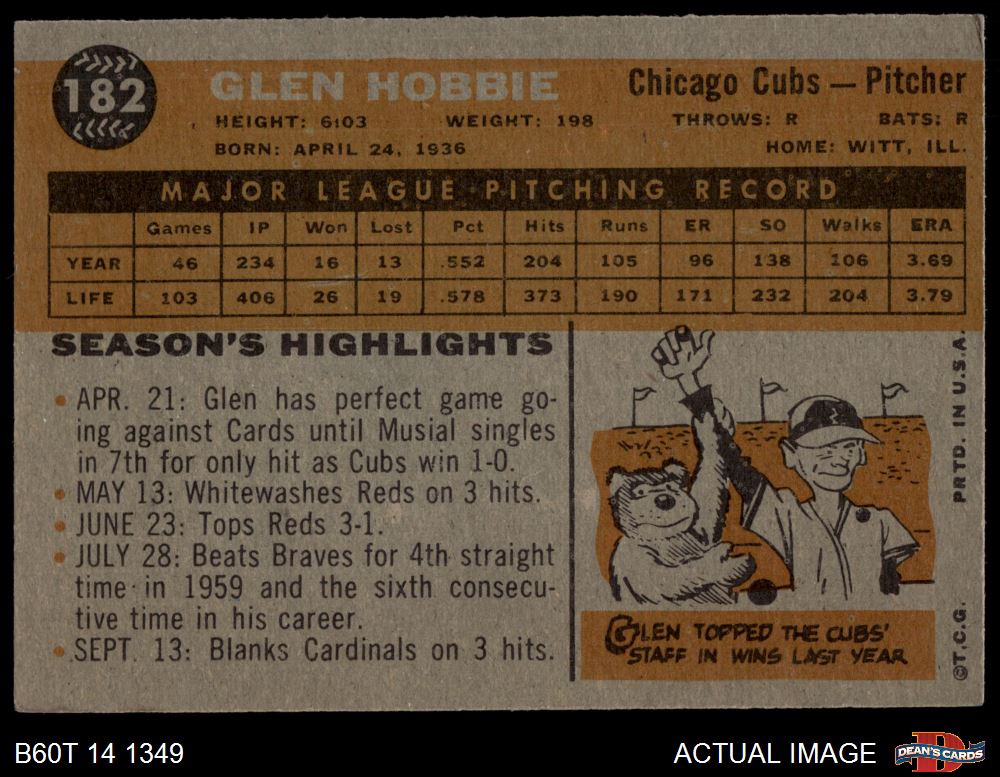 182
GLEN HOBBIE
Chicago Cubs — Pitcher
HEIGHT: 6:03 WEIGHT: 198 THROWS: R BATS: R
BORN: APRIL 24, 1936 HOME: WITT, ILL.
MAJOR LEAGUE PITCHING RECORD
Games IP Won Lost Pct Hits Runs ER SO Walks ERA
YEAR 46 234 16 13 .552 204 105 96 138 106 3.69
LIFE 103 406 26 19 .578 373 190 171 232 204 3.79
SEASON'S HIGHLIGHTS
• APR. 21: Glen has perfect game go-
ing against Cards until Musial singles
in 7th for only hit as Cubs win 1-0.
• MAY 13: Whitewashes Reds on 3 hits.
• JUNE 23: Tops Reds 3-1.
• JULY 28: Beats Braves for 4th straight
time in 1959 and the sixth consecu-
tive time in his career.
• SEPT. 13: Blanks Cardinals on 3 hits.
GLEN TOPPED THE CUBS'
STAFF IN WINS LAST YEAR
©T.C.G. PRTD. IN U.S.A.
B60T 14 1349
ACTUAL IMAGE
D
DEAN'S CARDS